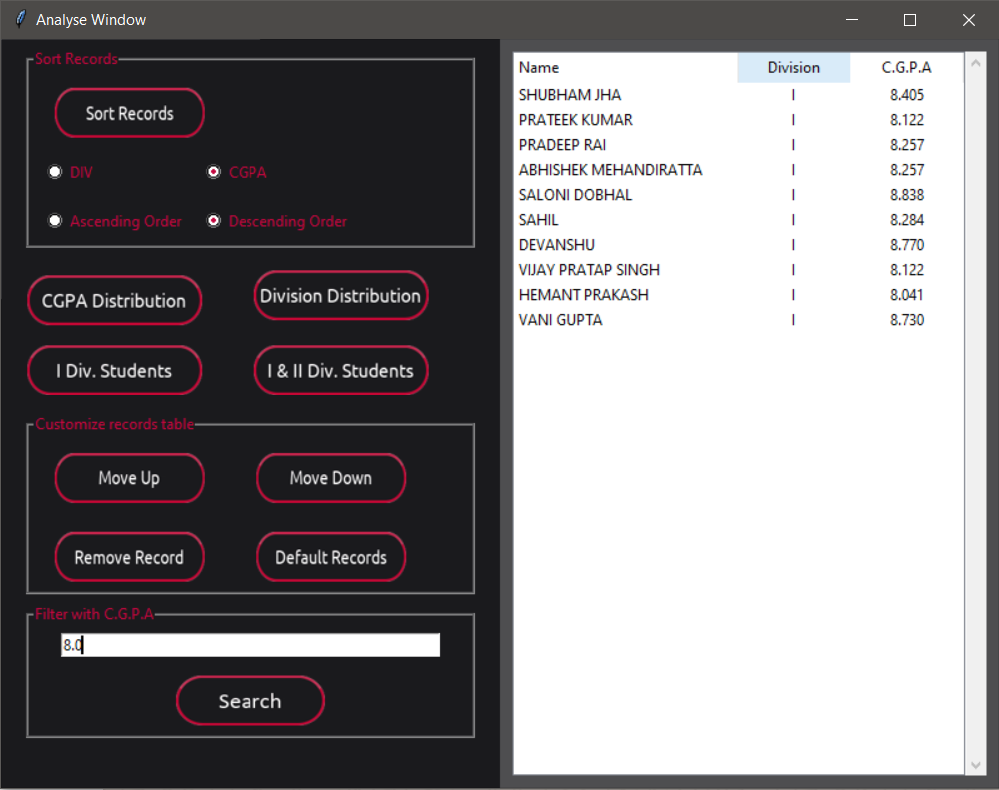 Analyse Window
Sort Records
Sort Records
DIV CGPA
Ascending Order Descending Order
CGPA Distribution Division Distribution
I Div. Students I & II Div. Students
Customize records table
Move Up Move Down
Remove Record Default Records
Filter with C.G.P.A
8.0
Search
Name Division C.G.P.A
SHUBHAM JHA I 8.405
PRATEEK KUMAR I 8.122
PRADEEP RAI I 8.257
ABHISHEK MEHANDIRATTA I 8.257
SALONI DOBHAL I 8.838
SAHIL I 8.284
DEVANSHU I 8.770
VIJAY PRATAP SINGH I 8.122
HEMANT PRAKASH I 8.041
VANI GUPTA I 8.730